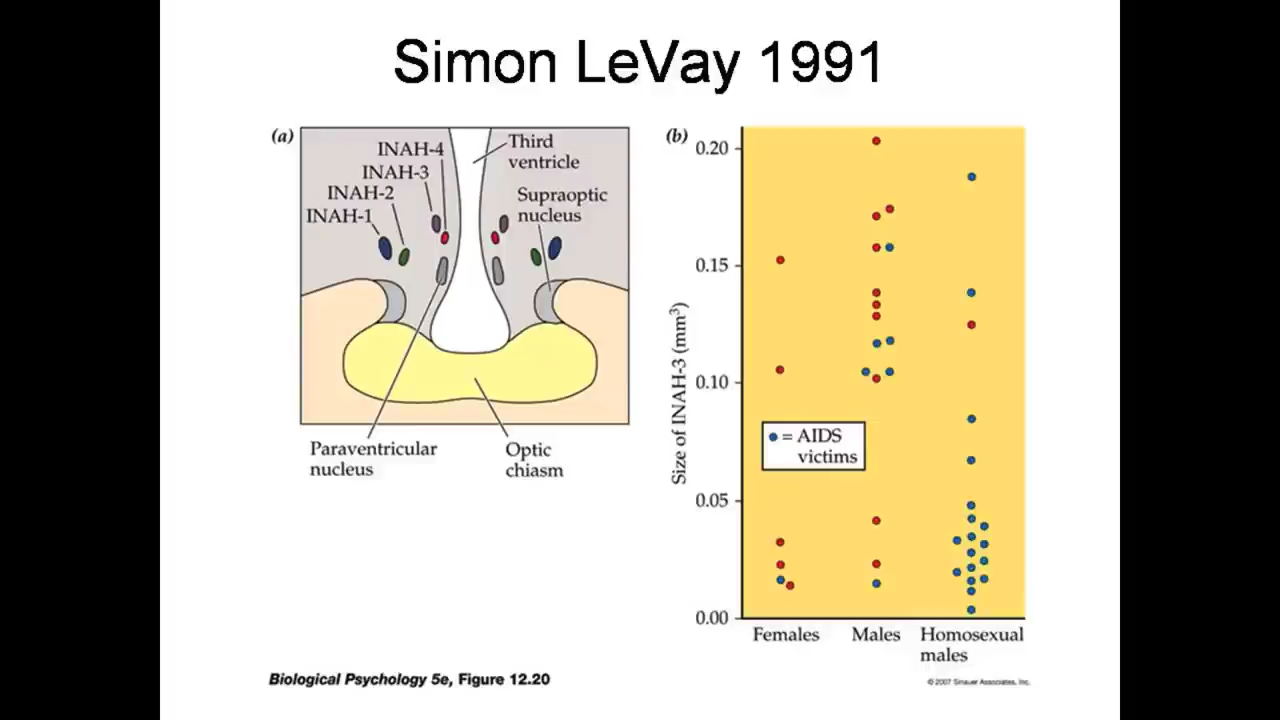 Simon LeVay 1991
(a)
INAH-4
INAH-3
INAH-2
INAH-1
Third
ventricle
Supraoptic
nucleus
Paraventricular
nucleus
Optic
chiasm
(b)
Size of INAH-3 (mm³)
0.20
0.15
0.10
0.05
0.00
= AIDS
victims
Females
Males
Homosexual
males
Biological Psychology 5e, Figure 12.20
© 2007 Sinauer Associates, Inc.